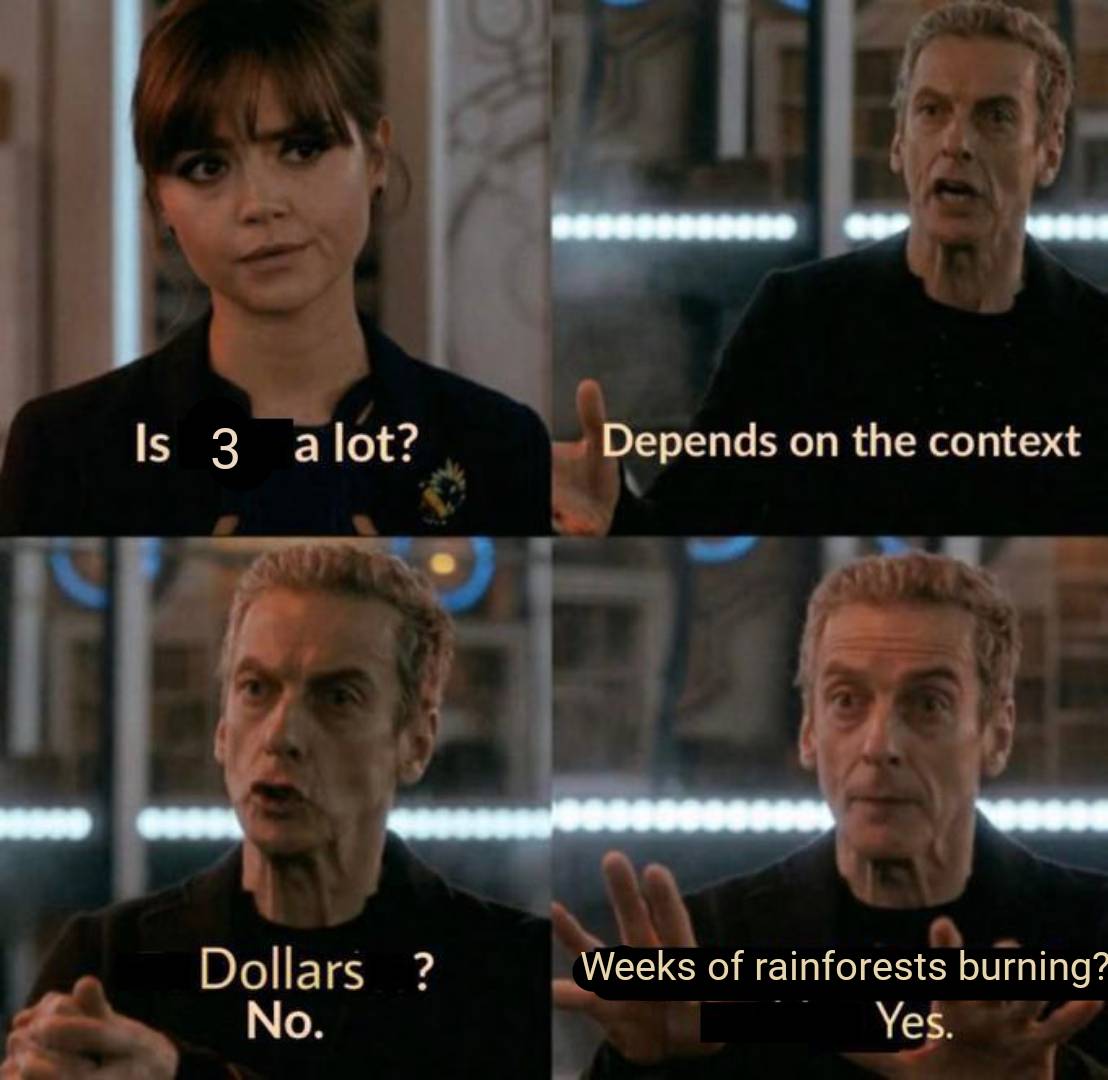 Is 3 a lot?
Depends on the context
Dollars ?
No.
Weeks of rainforests burning?
Yes.